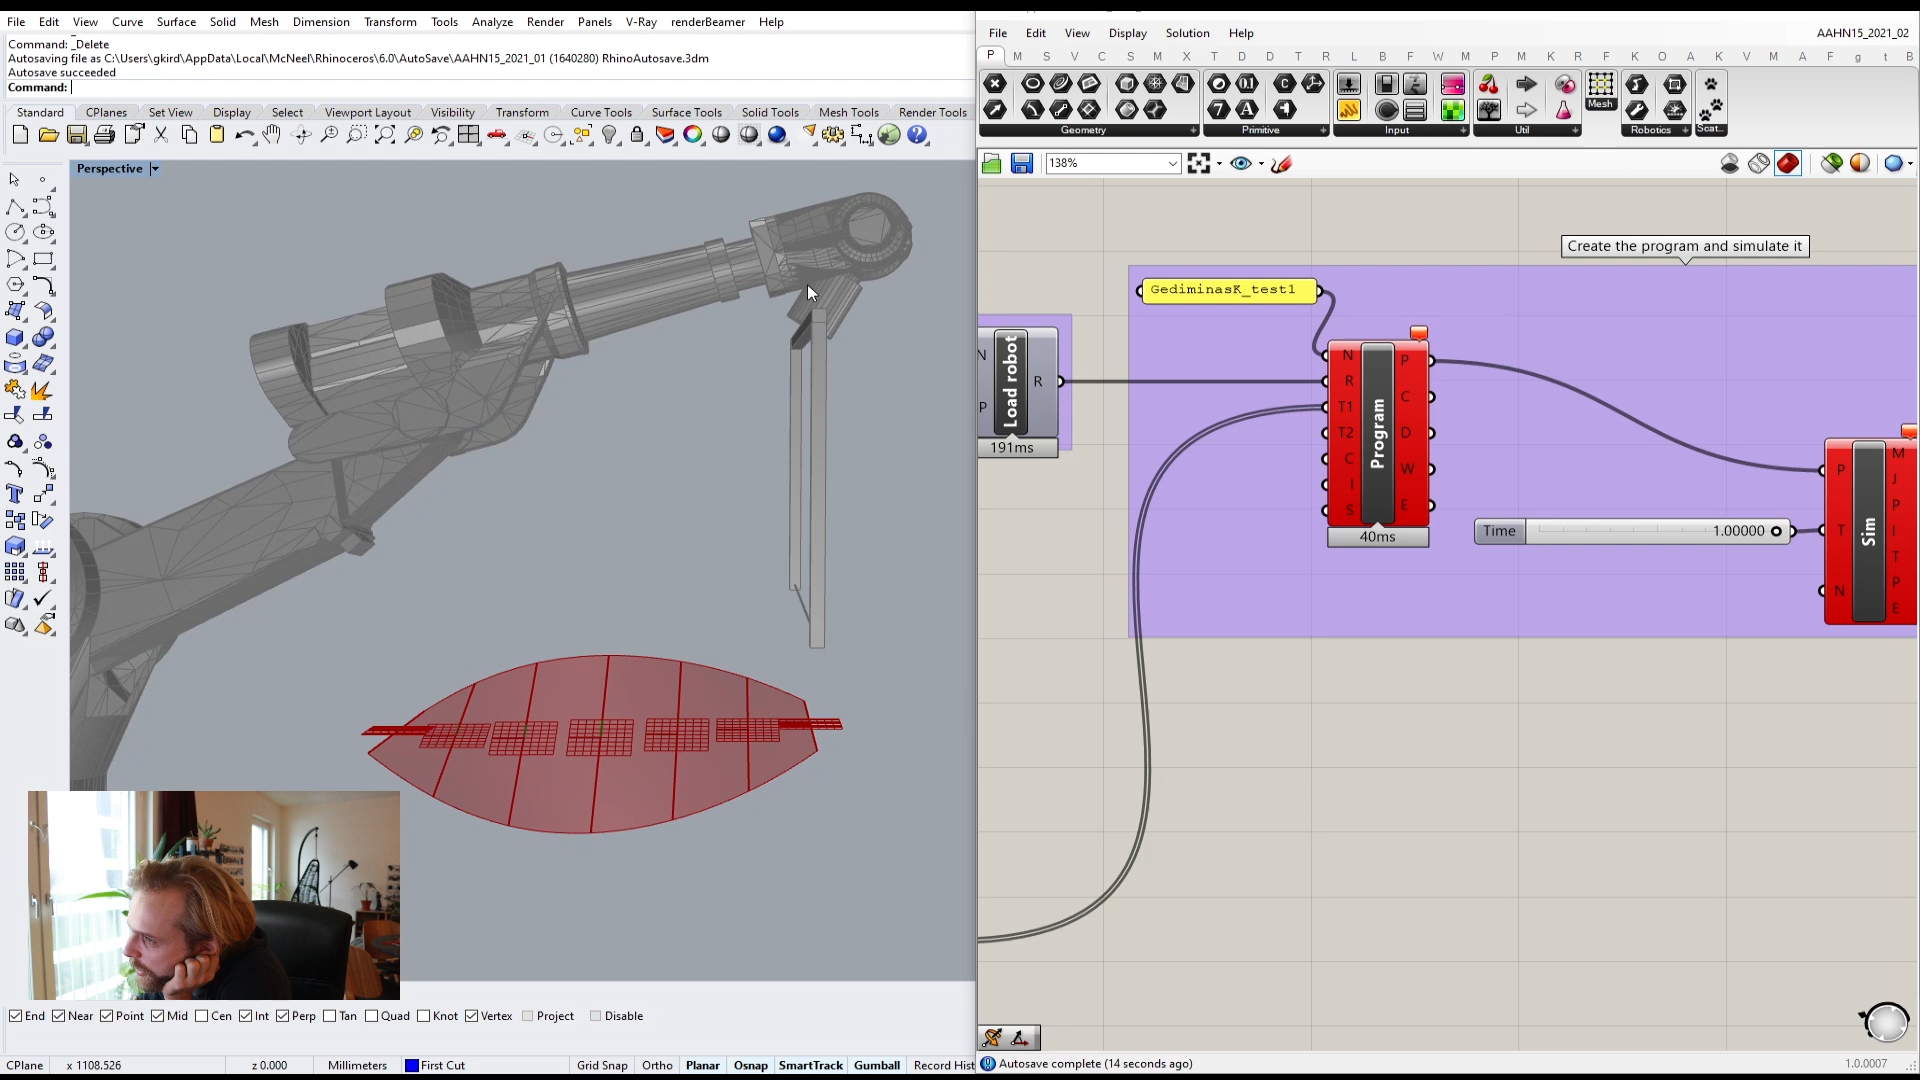 File Edit View Curve Surface Solid Mesh Dimension Transform Tools Analyze Render Panels V-Ray renderBeamer Help
Command: _Delete
Autosaving file as C:\Users\gkird\AppData\Local\McNeel\Rhinoceros\6.0\AutoSave\AAHN15_2021_01 (1640280) RhinoAutosave.3dm
Autosave succeeded
Command:
Standard CPlanes Set View Display Select Viewport Layout Visibility Transform Curve Tools Surface Tools Solid Tools Mesh Tools Render Tools
Perspective
End Near Point Mid Cen Int Perp Tan Quad Knot Vertex Project Disable
CPlane x 1108.526 z 0.000 Millimeters First Cut Grid Snap Ortho Planar Osnap SmartTrack Gumball Record Hist
File Edit View Display Solution Help AAHN15_2021_02
P M S V C S M I X T D D T R L B F W M P M K R F K R M A F g t B
Mesh
Geometry Primitive Input Util Robotics Scat...
138%
Create the program and simulate it
GediminasK_test1
N P Load robot R
191ms
N R T1 T2 C I S Program P C D W E
40ms
Time 1.00000
P T N Sim M J P I T P E
Autosave complete (14 seconds ago) 1.0.0007